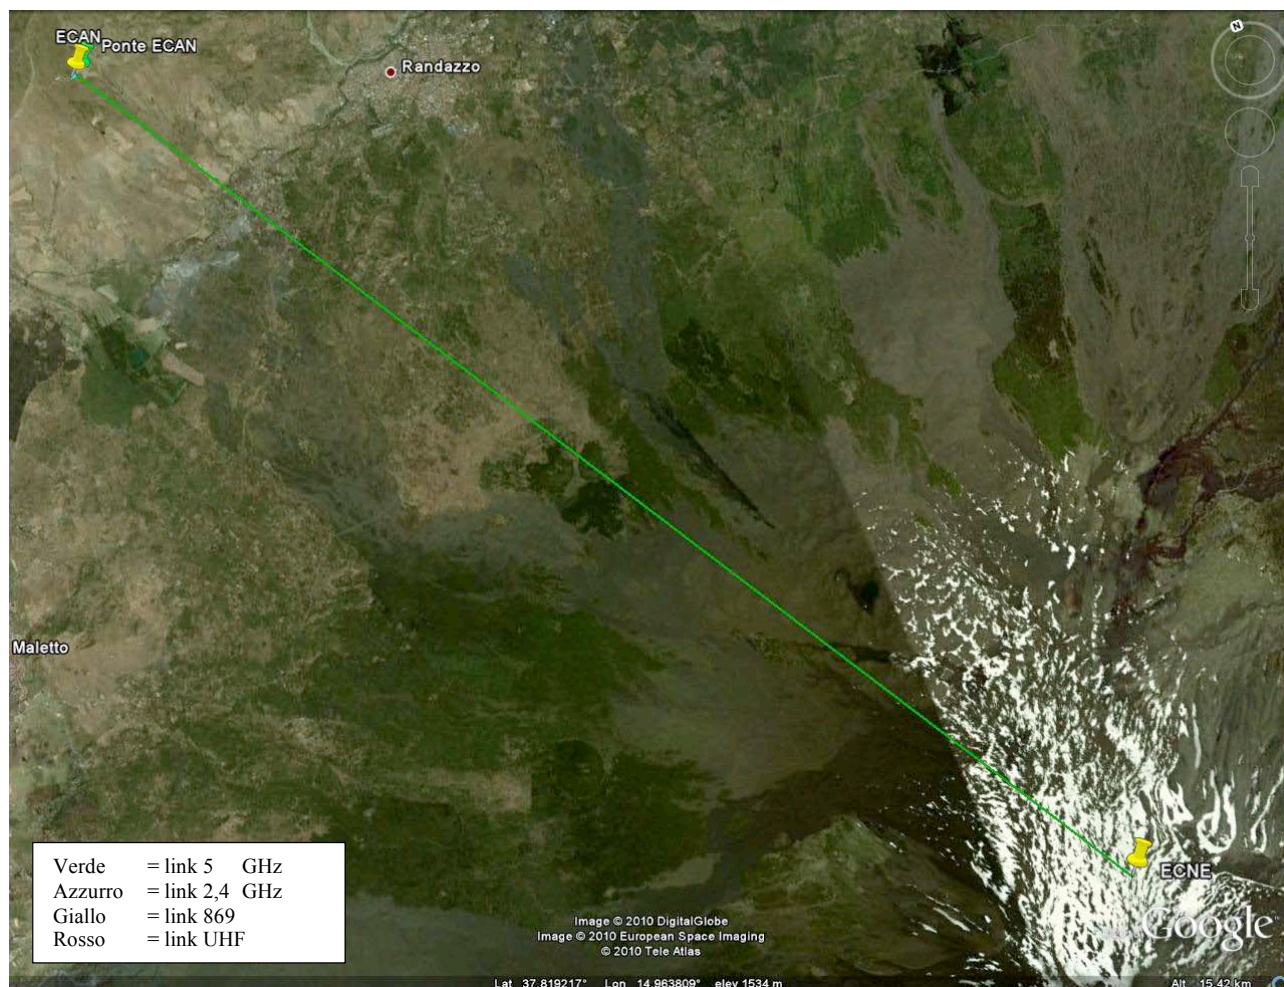 ECAN
Ponte ECAN
Randazzo
N
Maletto
ECNE
Verde = link 5 GHz
Azzurro = link 2,4 GHz
Giallo = link 869
Rosso = link UHF
Image © 2010 DigitalGlobe
Image © 2010 European Space Imaging
© 2010 Tele Atlas
Google
Lat 37.819217° Lon 14.963809° elev 1534 m
Alt 15.42 km